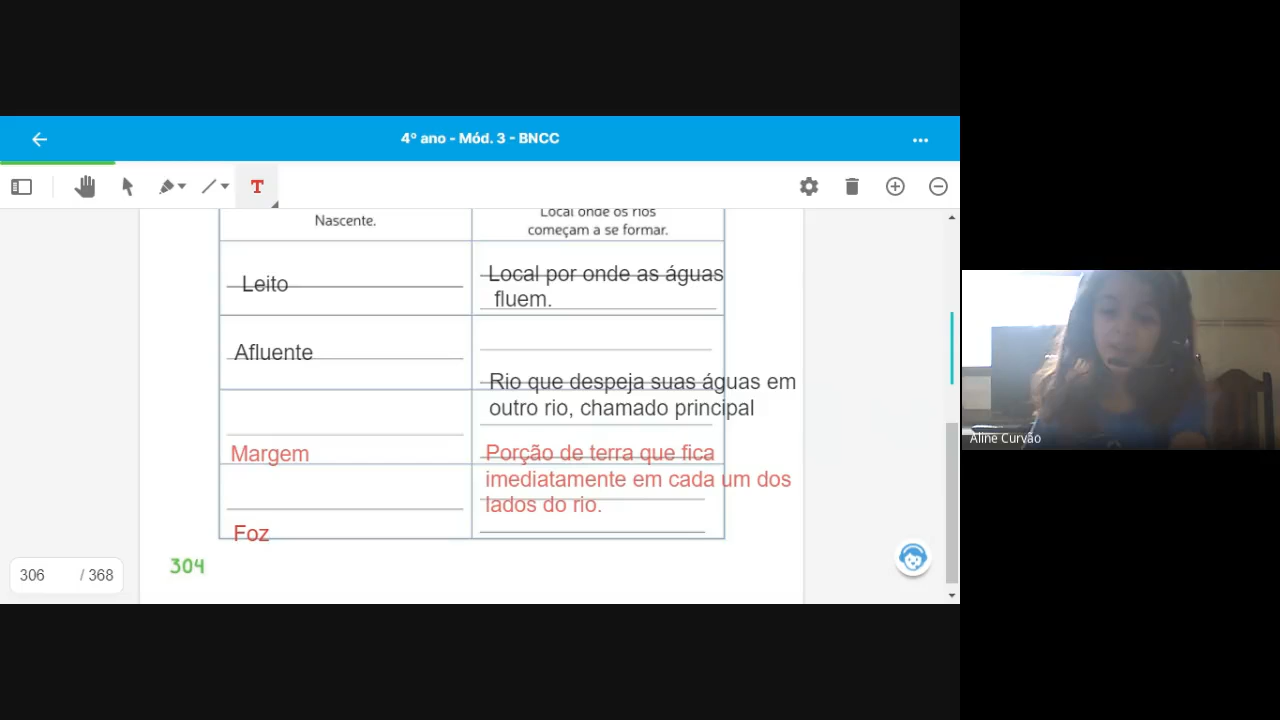 4º ano - Mód. 3 - BNCC
T
Nascente.
Local onde os rios
começam a se formar.
Leito
Local por onde as águas
fluem.
Afluente
Rio que despeja suas águas em
outro rio, chamado principal
Margem
Porção de terra que fica
imediatamente em cada um dos
lados do rio.
Foz
304
306 / 368
Aline Curvão